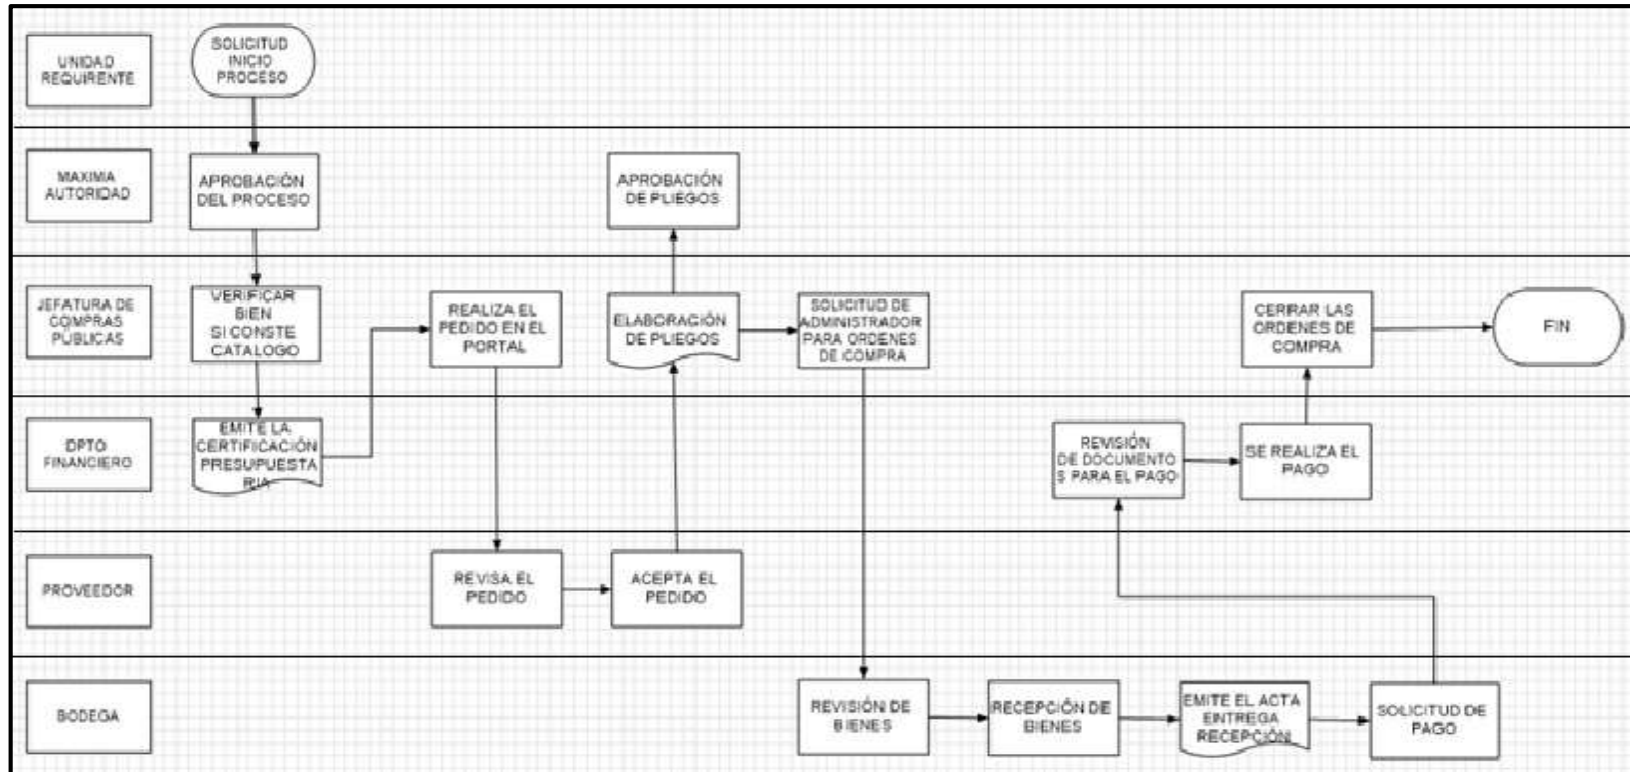 UNIDAD
REQUIRENTE
SOLICITUD
INICIO
PROCESO
MAXIMA
AUTORIDAD
APROBACIÓN
DEL PROCESO
APROBACIÓN
DE PLIEGOS
JEFATURA DE
COMPRAS
PÚBLICAS
VERIFICAR
BIEN
SI CONSTE
CATALOGO
REALIZA EL
PEDIDO EN EL
PORTAL
ELABORACIÓN
DE PLIEGOS
SOLICITUD DE
ADMINISTRADOR
PARA ORDENES
DE COMPRA
CERRAR LAS
ORDENES DE
COMPRA
FIN
DPTO
FINANCIERO
EMITE LA
CERTIFICACIÓN
PRESUPUESTA
RIA
REVISIÓN
DE DOCUMENTO
S PARA EL PAGO
SE REALIZA EL
PAGO
PROVEEDOR
REVISA EL
PEDIDO
ACEPTA EL
PEDIDO
BODEGA
REVISIÓN DE
BIENES
RECEPCIÓN DE
BIENES
EMITE EL ACTA
ENTREGA
RECEPCIÓN
SOLICITUD DE
PAGO